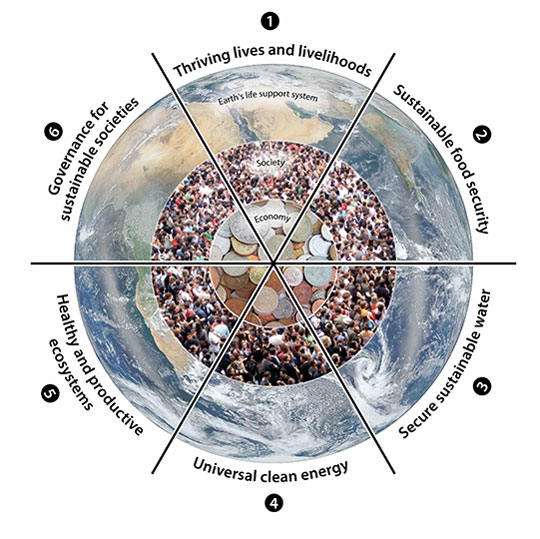 1
Thriving lives and livelihoods
Earth's life support system
Society
Economy
2
Sustainable food security
3
Secure sustainable water
4
Universal clean energy
5
Healthy and productive
ecosystems
6
Governance for
sustainable societies